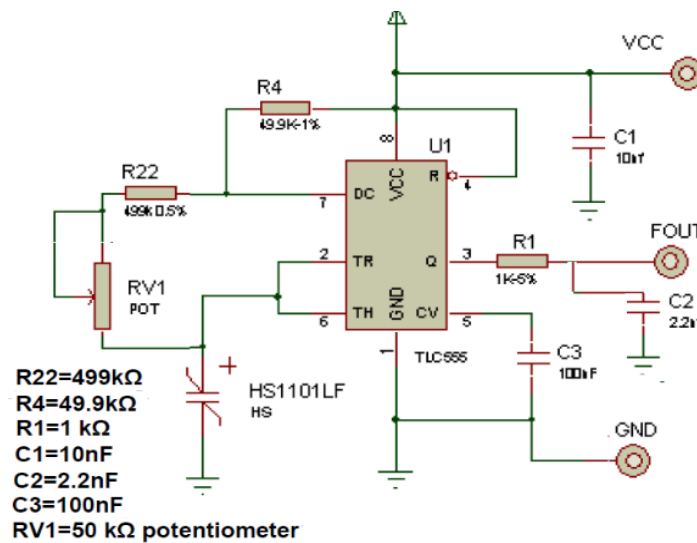 VCC
R4
49.9K-1%
8
U1
C1
10nf
R22
499k 0.5%
7
DC
VCC
R
4
FOUT
R1
2
TR
Q
3
1K-5%
RV1
POT
C2
2.2n
6
TH
GND
CV
5
1
TLC555
C3
100nF
HS1101LF
HS
GND
R22=499kΩ
R4=49.9kΩ
R1=1 kΩ
C1=10nF
C2=2.2nF
C3=100nF
RV1=50 kΩ potentiometer